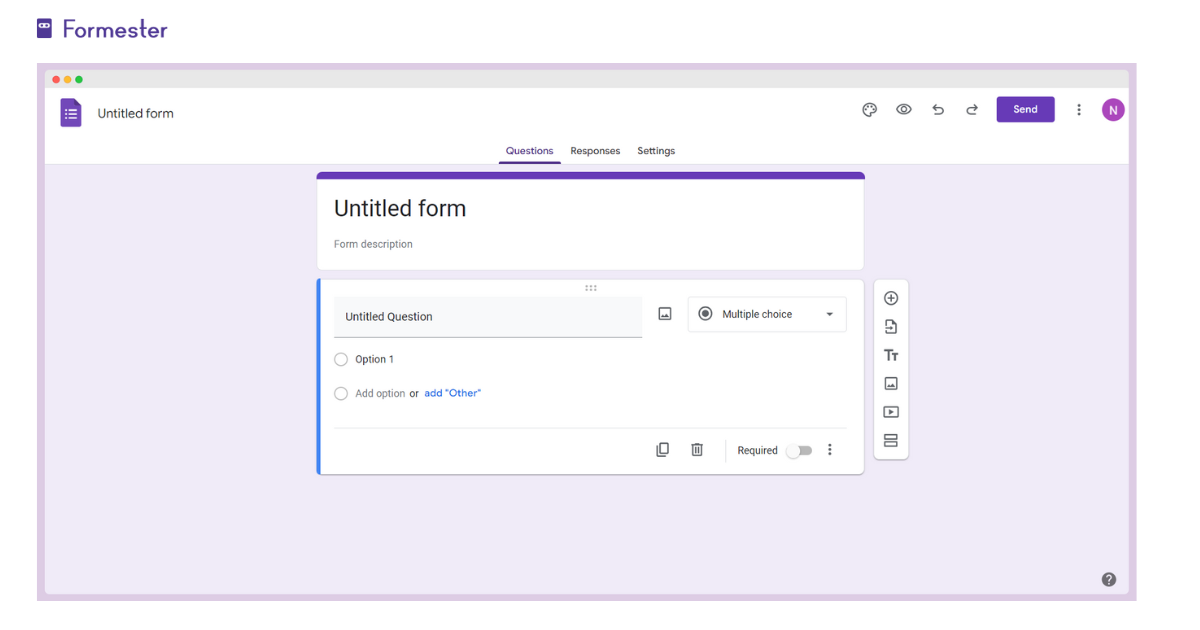 Formester
Untitled form
Send
N
Questions Responses Settings
Untitled form
Form description
Untitled Question
Multiple choice
Option 1
Add option or add "Other"
Tт
Required
?